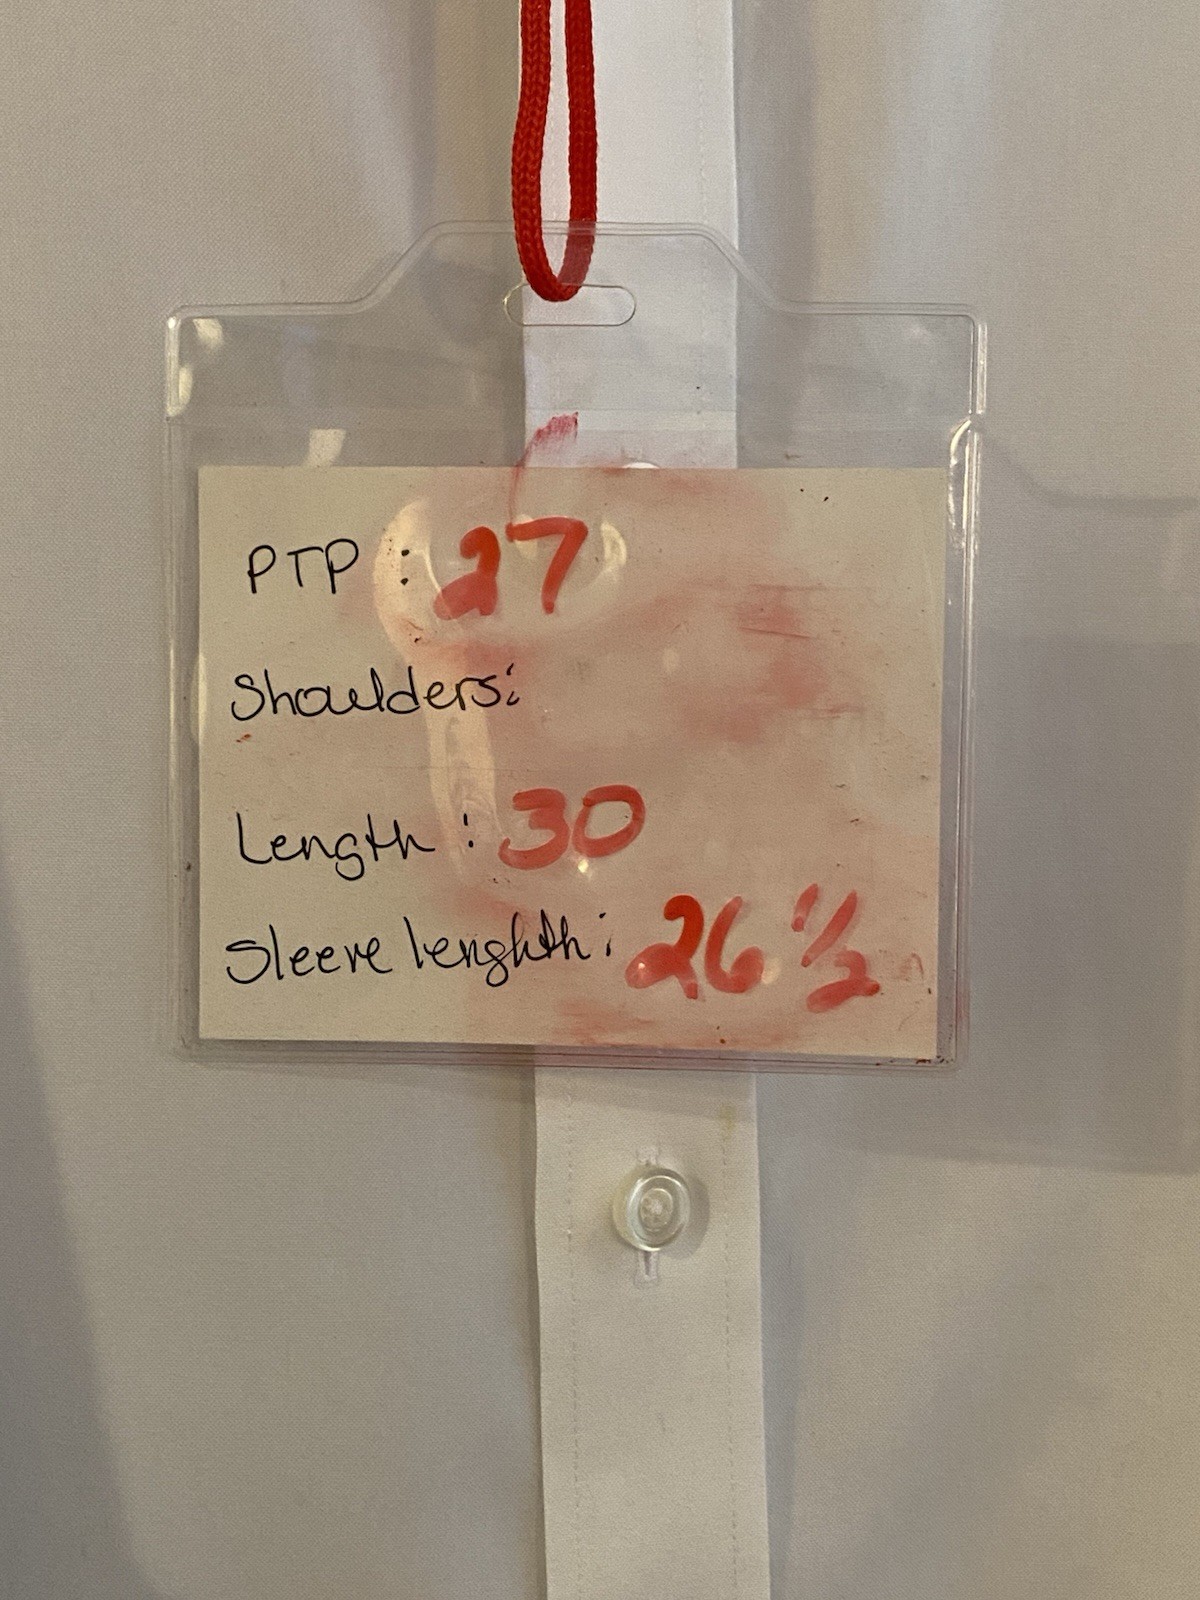 PTP : 27
Shoulders:
Length : 30
Sleeve lenghth: 26 1/2